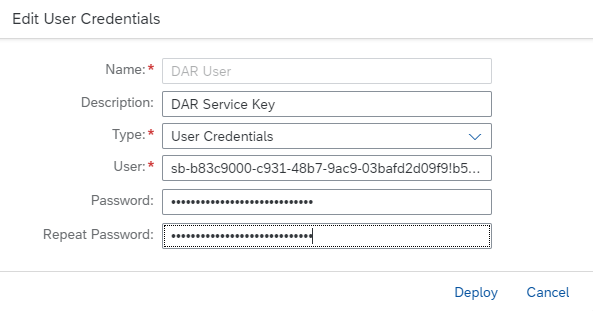 Edit User Credentials
Name:* DAR User
Description: DAR Service Key
Type:* User Credentials
User:* sb-b83c9000-c931-48b7-9ac9-03bafd2d09f9!b5...
Password: •••••••••••••••••••••••••••••
Repeat Password: •••••••••••••••••••••••••••••
Deploy Cancel